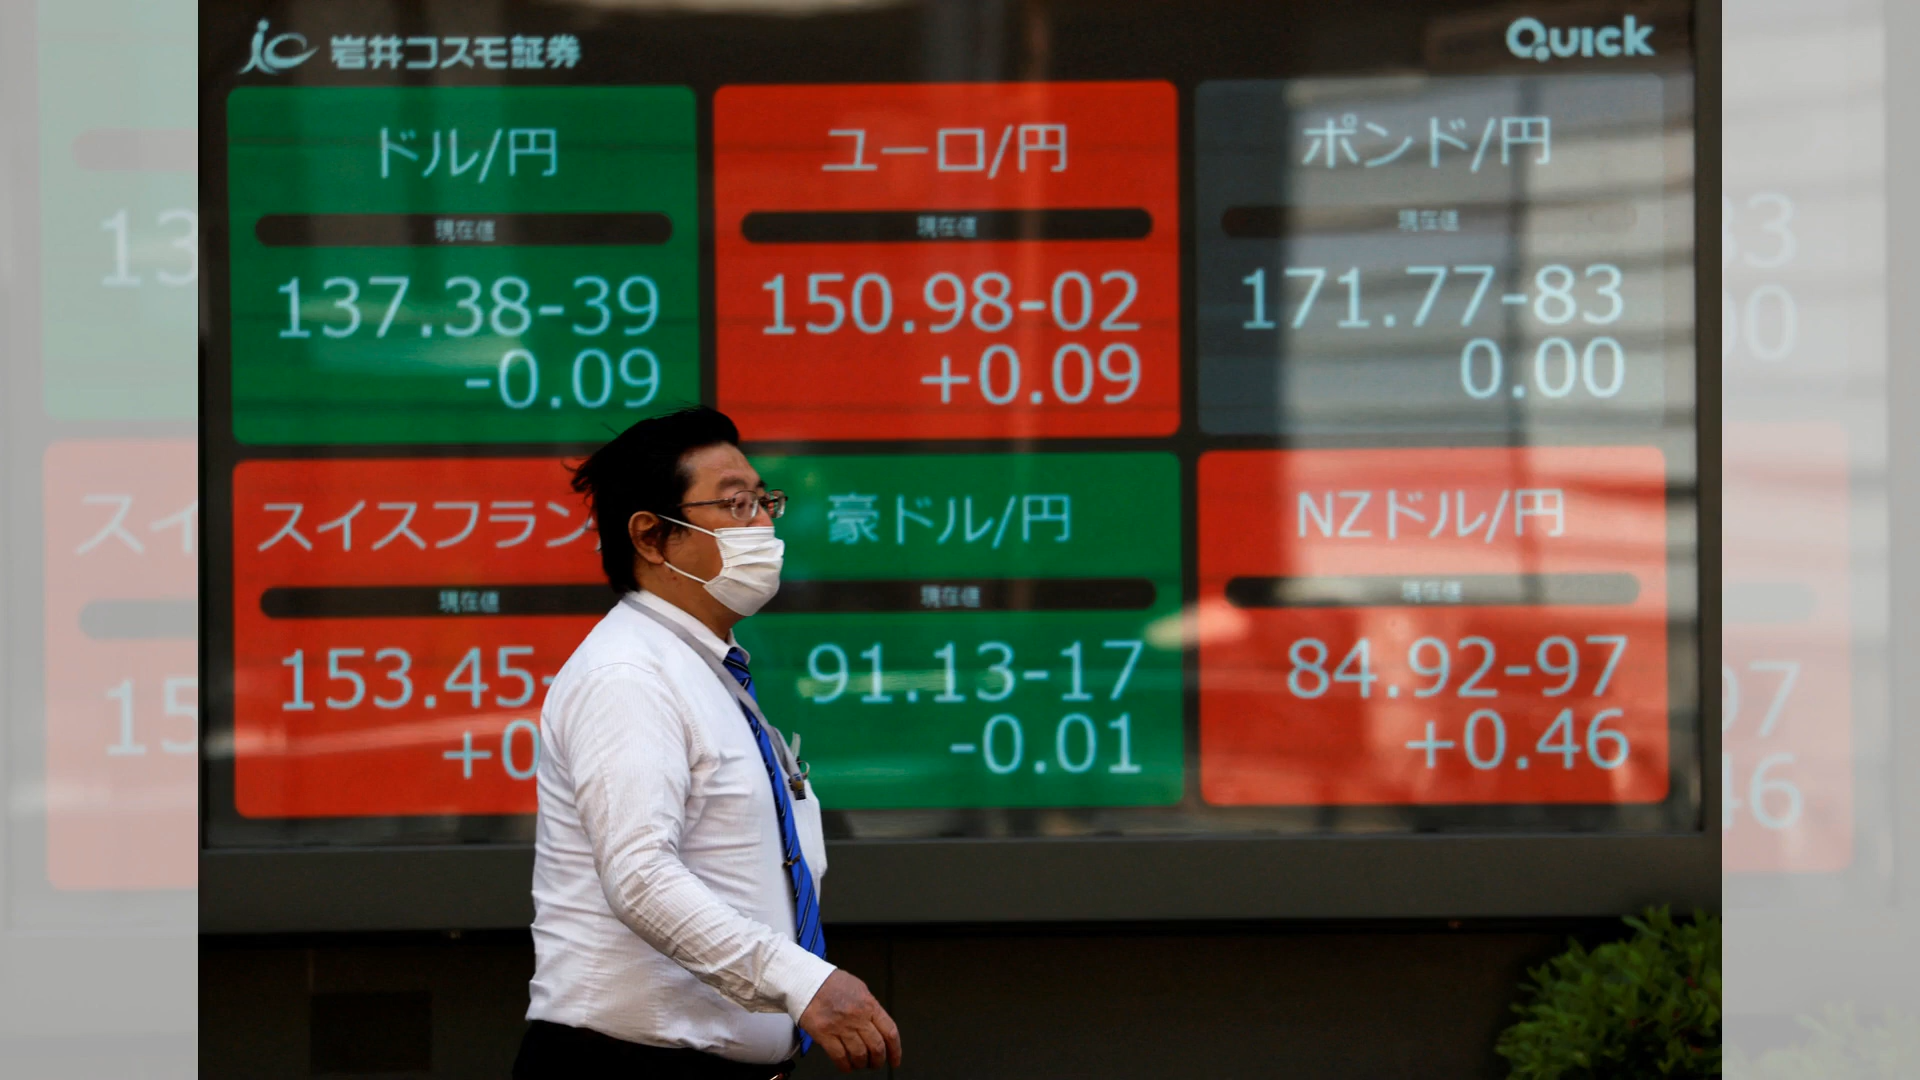 ic 岩井コスモ証券
QUICK
ドル/円
現在値
137.38-39
-0.09
ユーロ/円
現在値
150.98-02
+0.09
ポンド/円
現在値
171.77-83
0.00
スイスフラン
現在値
153.45-
+0
豪ドル/円
現在値
91.13-17
-0.01
NZドル/円
現在値
84.92-97
+0.46